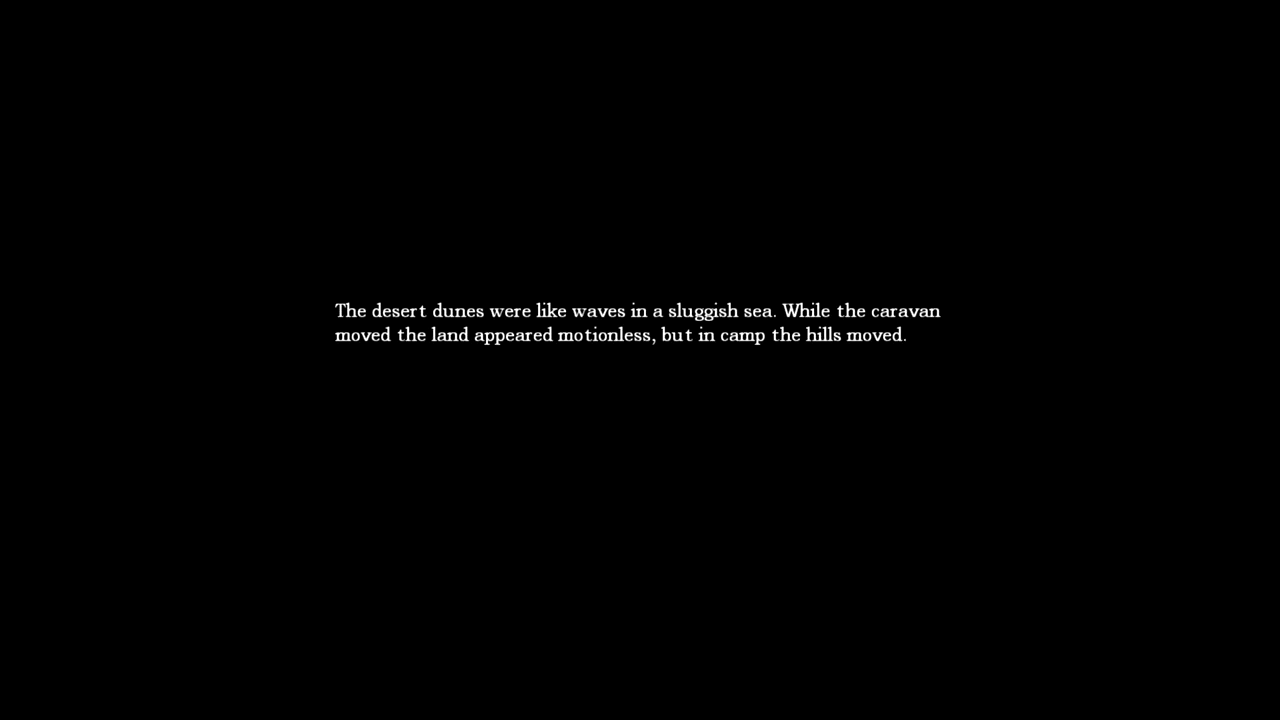 The desert dunes were like waves in a sluggish sea. While the caravan
moved the land appeared motionless, but in camp the hills moved.